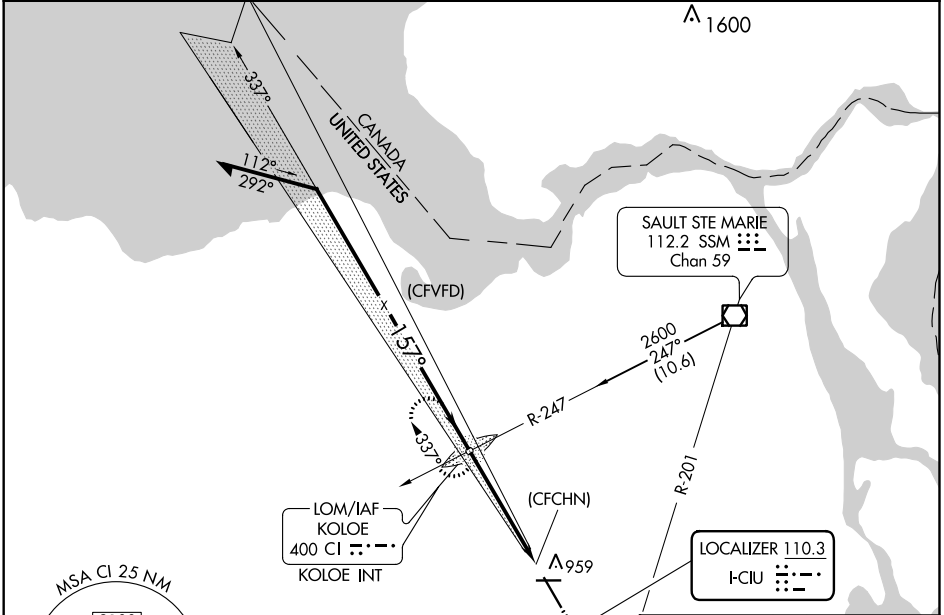 1600
337°
CANADA
UNITED STATES
112°
292°
SAULT STE MARIE
112.2 SSM
Chan 59
(CFVFD)
157°
2600
247°
(10.6)
R-247
337°
R-201
(CFCHN)
LOM/IAF
KOLOE
400 CI
KOLOE INT
959
LOCALIZER 110.3
I-CIU
MSA CI 25 NM